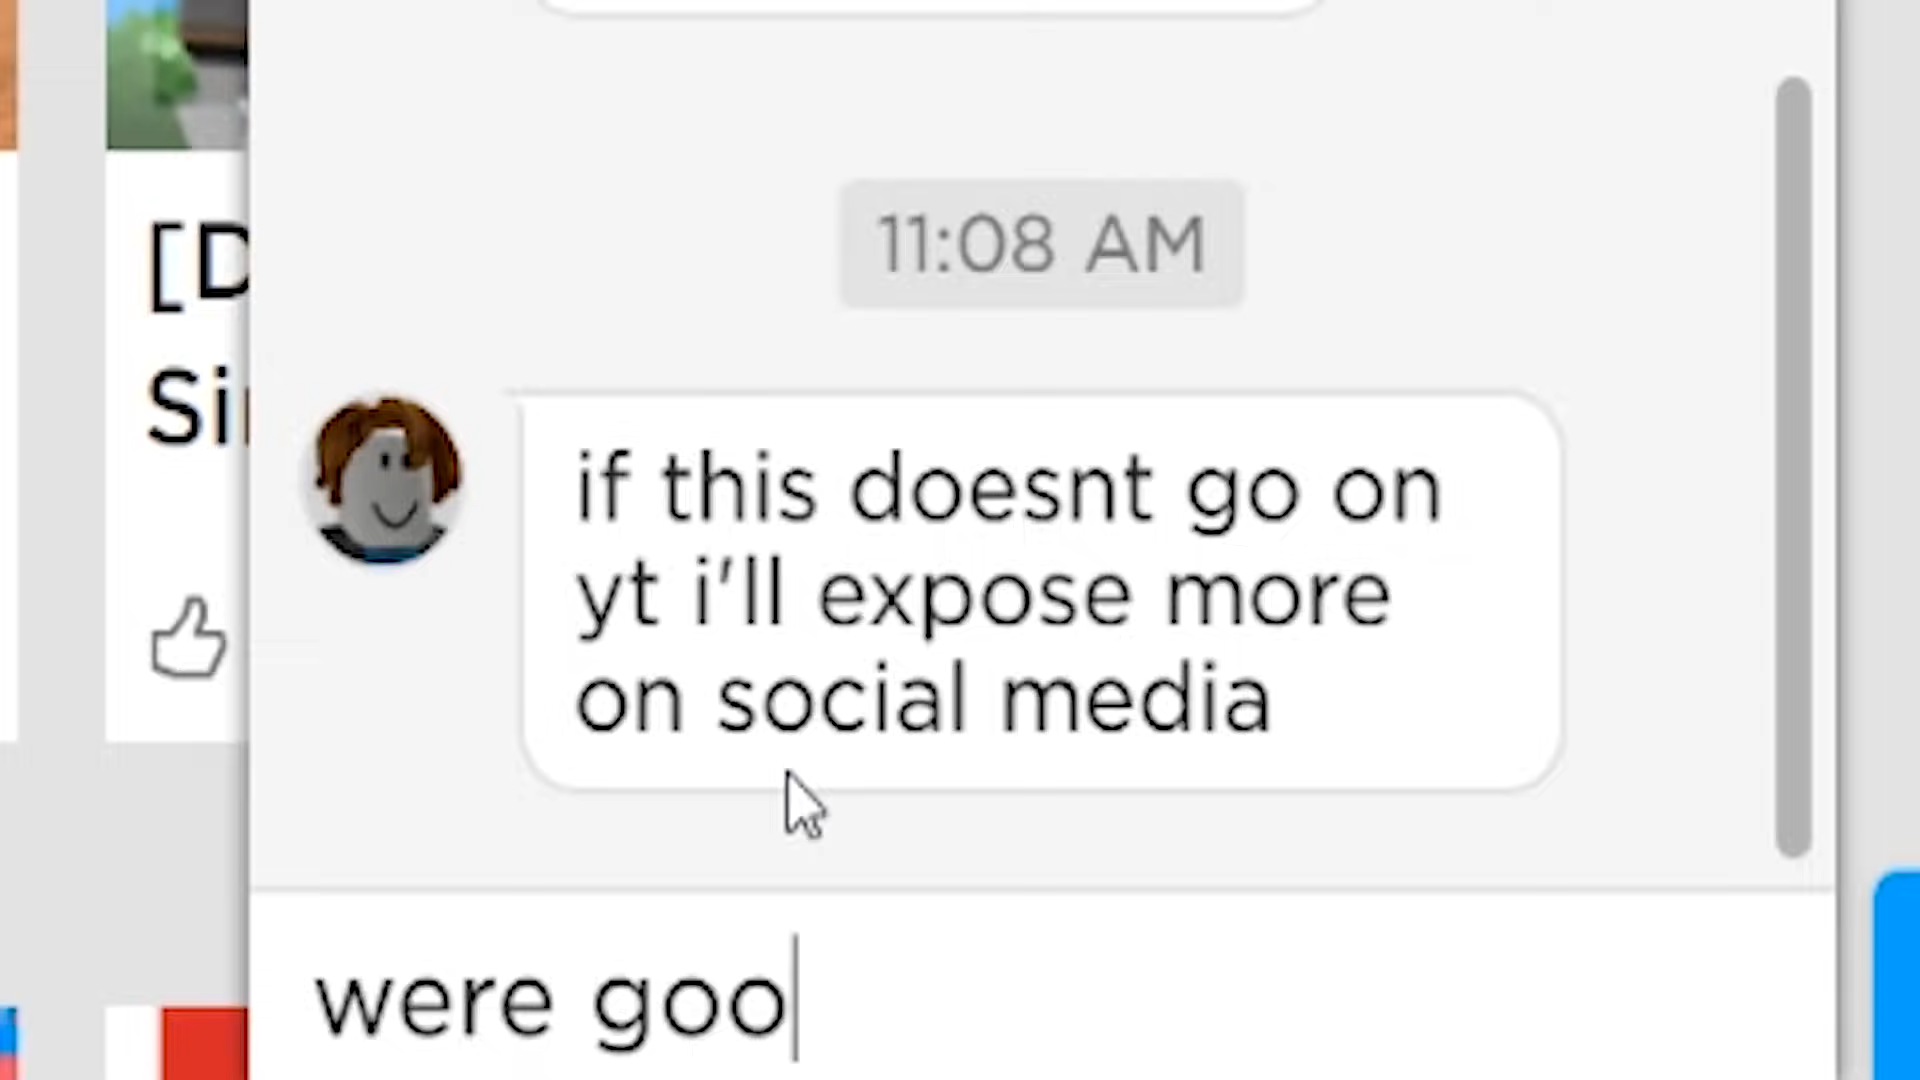 11:08 AM
[D
Si
if this doesnt go on
yt i'll expose more
on social media
were goo